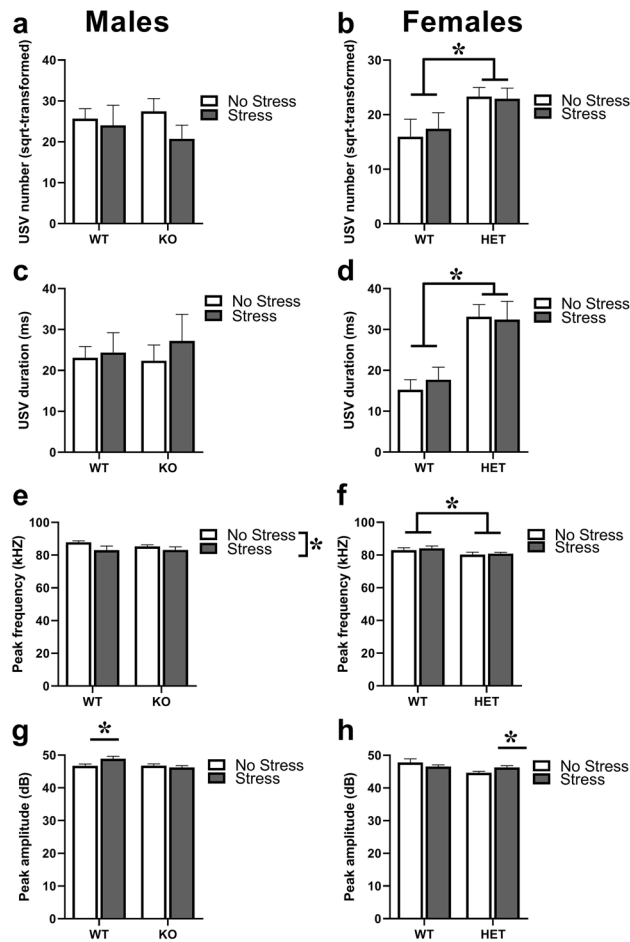 Males
Females
a
USV number (sqrt-transformed)
40
30
20
10
0
WT
KO
No Stress
Stress
b
USV number (sqrt-transformed)
30
20
10
0
*
WT
HET
No Stress
Stress
c
USV duration (ms)
40
30
20
10
0
WT
KO
No Stress
Stress
d
USV duration (ms)
40
30
20
10
0
*
WT
HET
No Stress
Stress
e
Peak frequency (kHZ)
100
80
60
40
20
0
WT
KO
No Stress
Stress
*
f
Peak frequency (kHZ)
100
80
60
40
20
0
*
WT
HET
No Stress
Stress
g
Peak amplitude (dB)
50
40
30
20
10
0
*
WT
KO
No Stress
Stress
h
Peak amplitude (dB)
50
40
30
20
10
0
*
WT
HET
No Stress
Stress